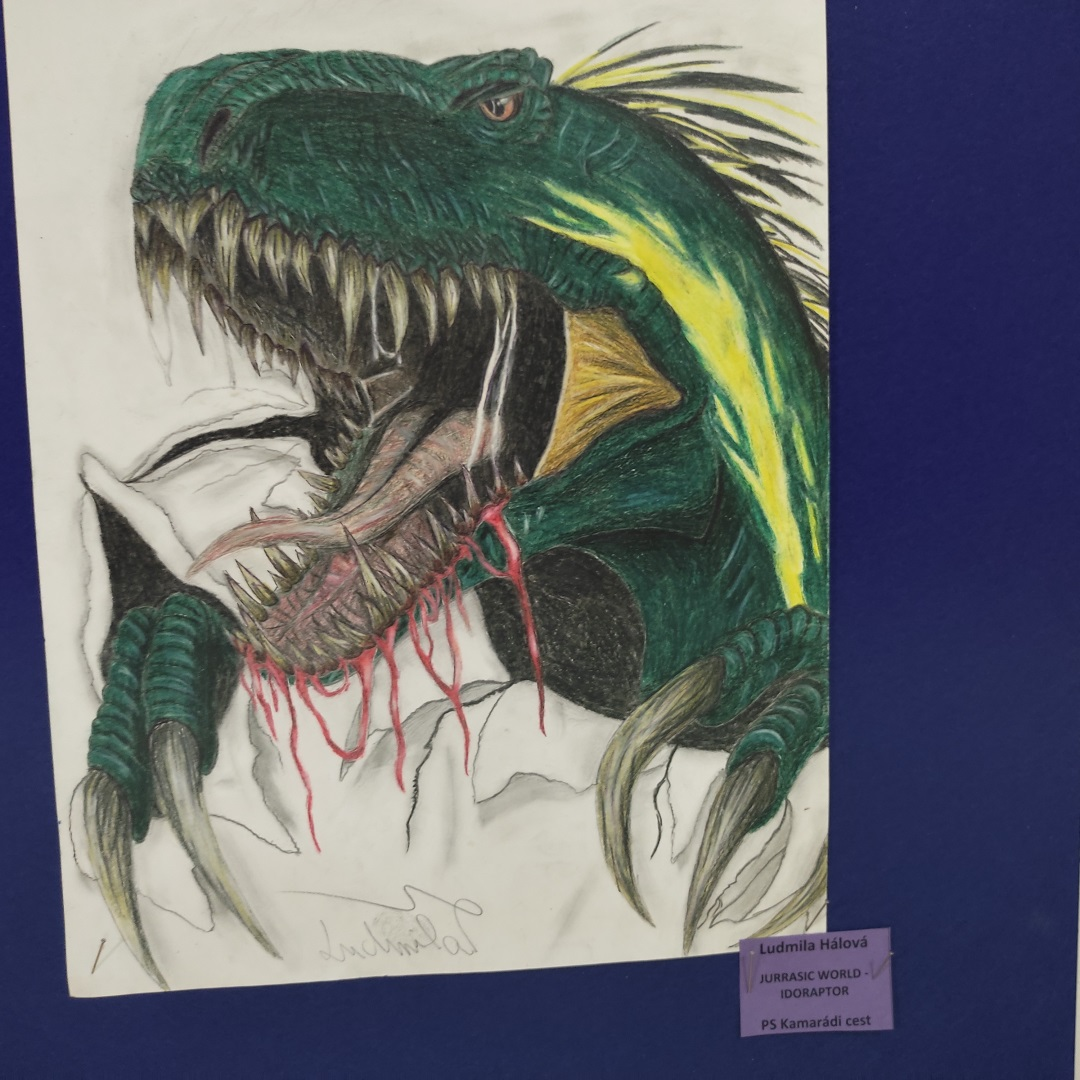 Ludmila Hálová
JURRASIC WORLD -
IDORAPTOR
PS Kamarádi cest